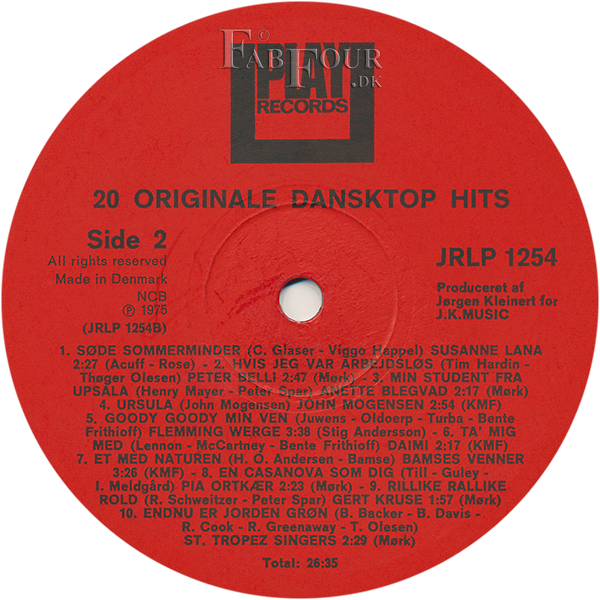 © FAB FOUR .DK
PLAY
RECORDS
20 ORIGINALE DANSKTOP HITS
Side 2
All rights reserved
Made in Denmark
NCB
℗ 1975
(JRLP 1254B)
JRLP 1254
Produceret af
Jørgen Kleinert for
J.K.MUSIC
1. SØDE SOMMERMINDER (C. Glaser - Viggo Happel) SUSANNE LANA
2:27 (Acuff - Rose) - 2. HVIS JEG VAR ARBEJDSLØS (Tim Hardin -
Thøger Olesen) PETER BELLI 2:47 (Mørk) - 3. MIN STUDENT FRA
UPSALA (Henry Mayer - Peter Spar) ANETTE BLEGVAD 2:17 (Mørk)
4. URSULA (John Mogensen) JOHN MOGENSEN 2:54 (KMF)
5. GOODY GOODY MIN VEN (Juwens - Oldoerp - Turba - Bente
Frithioff) FLEMMING WERGE 3:38 (Stig Andersson) - 6. TA' MIG
MED (Lennon - McCartney - Bente Frithioff) DAIMI 2:17 (KMF)
7. ET MED NATUREN (H. O. Andersen - Bamse) BAMSES VENNER
3:26 (KMF) - 8. EN CASANOVA SOM DIG (Till - Guley -
I. Meldgård) PIA ORTKÆR 2:23 (Mørk) - 9. RILLIKE RALLIKE
ROLD (R. Schweitzer - Peter Spar) GERT KRUSE 1:57 (Mørk)
10. ENDNU ER JORDEN GRØN (B. Backer - B. Davis -
R. Cook - R. Greenaway - T. Olesen)
ST. TROPEZ SINGERS 2:29 (Mørk)
Total: 26:35